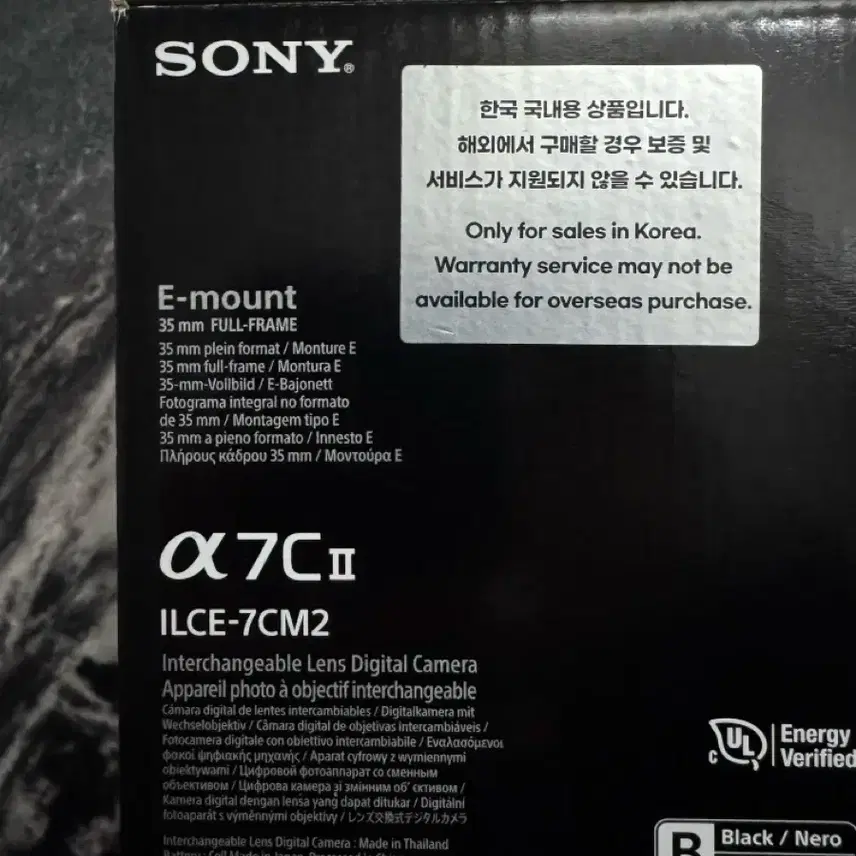 SONY®
한국 국내용 상품입니다.
해외에서 구매할 경우 보증 및
서비스가 지원되지 않을 수 있습니다.
Only for sales in Korea.
Warranty service may not be
available for overseas purchase.
E-mount
35 mm FULL-FRAME
35 mm plein format / Monture E
35 mm full-frame / Montura E
35-mm-Vollbild / E-Bajonett
Fotograma integral no formato
de 35 mm / Montagem tipo E
35 mm a pieno formato / Innesto E
Πλήρους κάδρου 35 mm / Μοντούρα E
α7CII
ILCE-7CM2
Interchangeable Lens Digital Camera
Appareil photo à objectif interchangeable
Cámara digital de lentes intercambiables / Digitalkamera mit
Wechselobjektiv / Câmara digital de objetivas intercambiáveis /
Fotocamera digitale con obiettivo intercambiabile / Εναλασόμενοι
φακοί ψηφιακής μηχανής / Aparat cyfrowy z wymiennymi
obiektywami / Цифровой фотоаппарат со сменным
объективом / Цифрова камера зі змінним об'єктивом /
Kamera digital dengan lensa yang dapat ditukar / Digitální
fotoaparát s výměnnými objektivy / レンズ交換式デジタルカメラ
Interchangeable Lens Digital Camera : Made in Thailand
Battery : Cell Made in Japan,
c UL us
Energy
Verified
B
Black / Nero